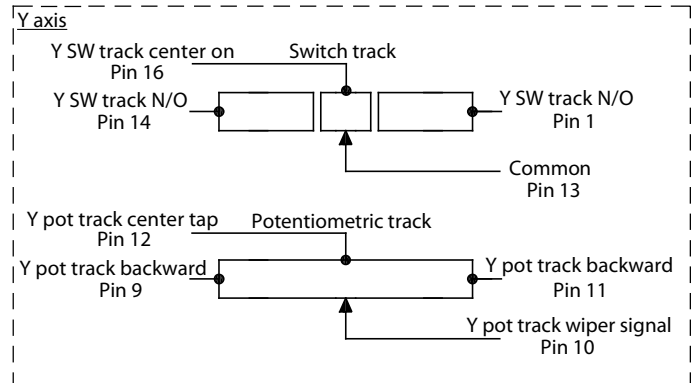 Y axis
Y SW track center on
Pin 16
Switch track
Y SW track N/O
Pin 14
Y SW track N/O
Pin 1
Common
Pin 13
Y pot track center tap
Pin 12
Potentiometric track
Y pot track backward
Pin 9
Y pot track backward
Pin 11
Y pot track wiper signal
Pin 10